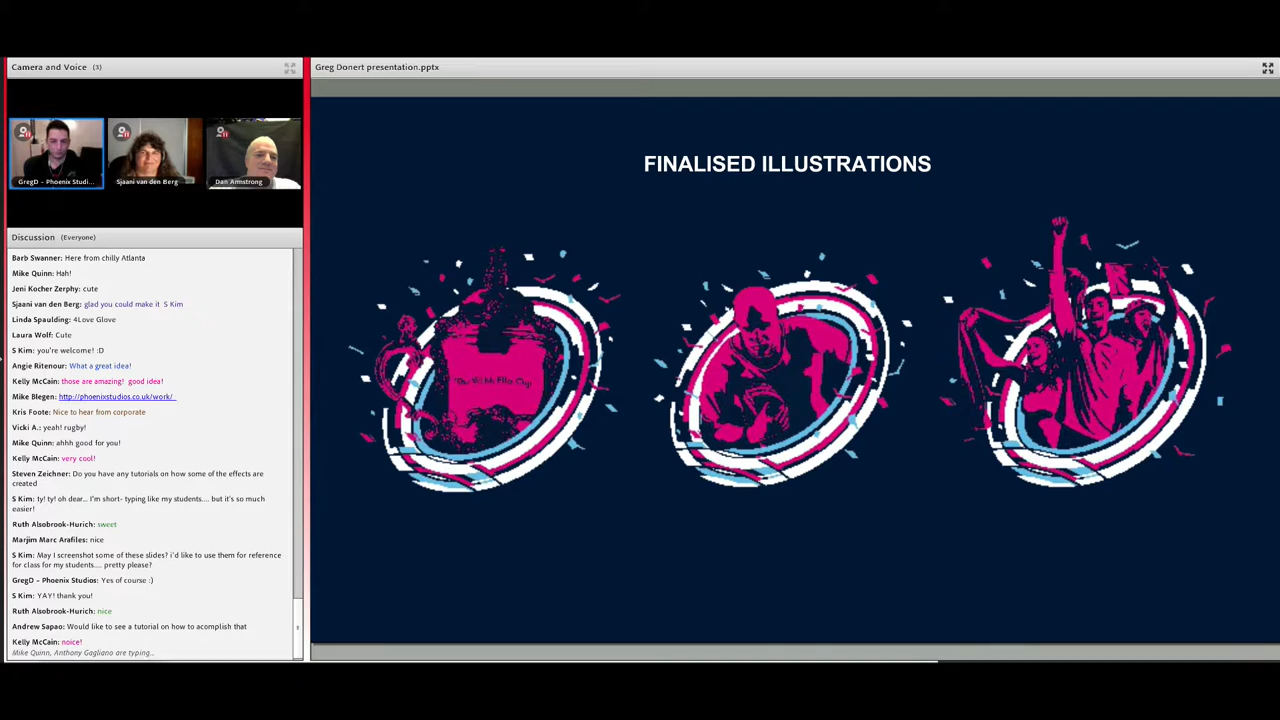 Camera and Voice (3)
GregD - Phoenix Studi...
Sjaani van den Berg
Dan Armstrong
Discussion (Everyone)
Barb Swanner: Here from chilly Atlanta
Mike Quinn: Hah!
Jeni Kocher Zerphy: cute
Sjaani van den Berg: glad you could make it S Kim
Linda Spaulding: 4Love Glove
Laura Wolf: Cute
S Kim: you're welcome! :D
Angie Ritenour: What a great idea!
Kelly McCain: those are amazing! good idea!
Mike Blegen: http://phoenixstudios.co.uk/work/
Kris Foote: Nice to hear from corporate
Vicki A.: yeah! rugby!
Mike Quinn: ahhh good for you!
Kelly McCain: very cool!
Steven Zeichner: Do you have any tutorials on how some of the effects are
created
S Kim: ty! ty! oh dear... I'm short- typing like my students.... but it's so much
easier!
Ruth Alsobrook-Hurich: sweet
Marjim Marc Arafiles: nice
S Kim: May I screenshot some of these slides? i'd like to use them for reference
for class for my students.... pretty please?
GregD - Phoenix Studios: Yes of course :)
S Kim: YAY! thank you!
Ruth Alsobrook-Hurich: nice
Andrew Sapao: Would like to see a tutorial on how to acomplish that
Kelly McCain: noice!
Mike Quinn, Anthony Gagliano are typing...
Greg Donert presentation.pptx
FINALISED ILLUSTRATIONS